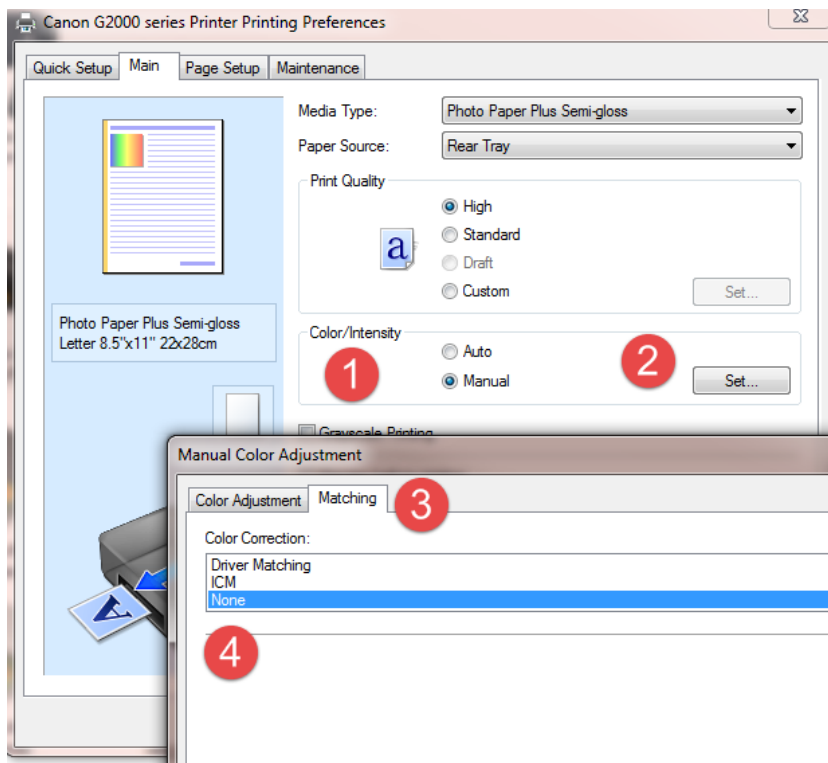 Canon G2000 series Printer Printing Preferences
Quick Setup Main Page Setup Maintenance
Media Type: Photo Paper Plus Semi-gloss
Paper Source: Rear Tray
Print Quality
High
Standard
Draft
Custom Set...
a
Photo Paper Plus Semi-gloss
Letter 8.5"x11" 22x28cm
Color/Intensity
1
Auto
2
Manual Set...
Grayscale Printing
Manual Color Adjustment
Color Adjustment Matching 3
Color Correction:
Driver Matching
ICM
None
A
4